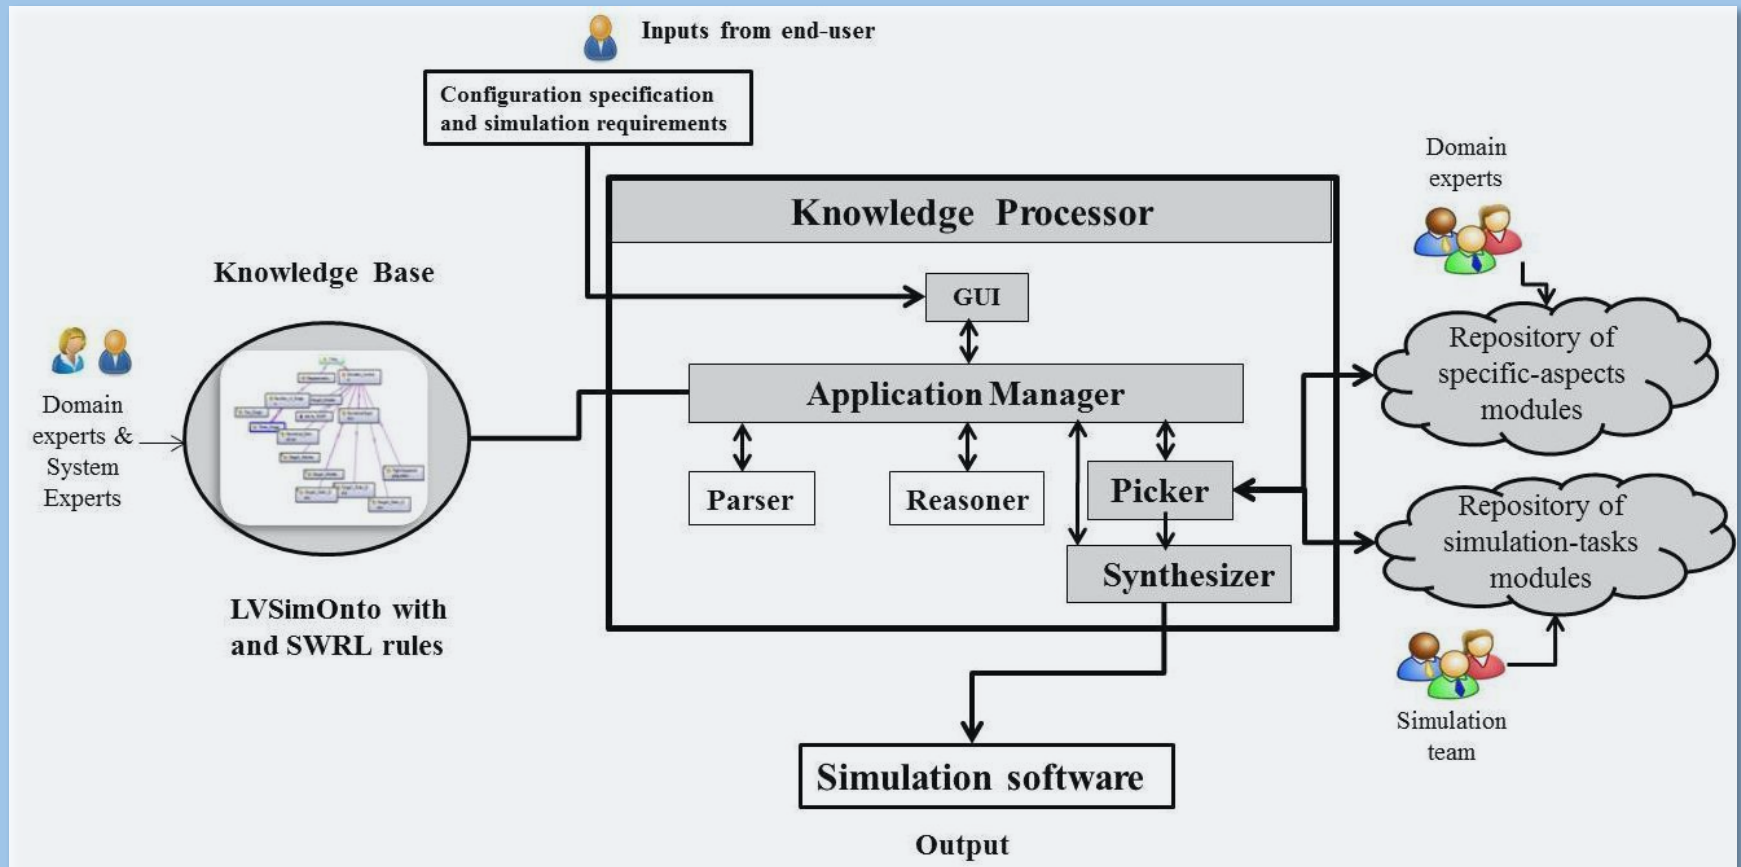 Inputs from end-user
Configuration specification
and simulation requirements
Knowledge Processor
GUI
Application Manager
Parser
Reasoner
Picker
Synthesizer
Knowledge Base
Domain
experts &
System
Experts
LVSimOnto with
and SWRL rules
Domain
experts
Repository of
specific-aspects
modules
Repository of
simulation-tasks
modules
Simulation
team
Simulation software
Output